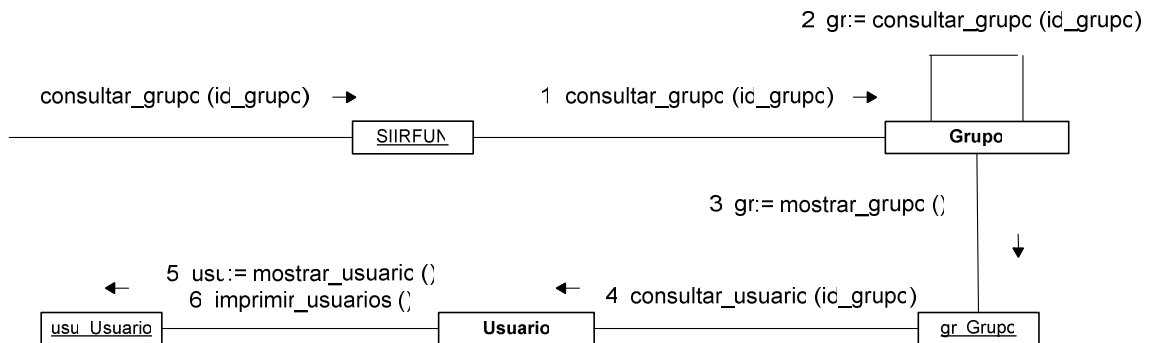 2 gr:= consultar_grupo (id_grupo)
consultar_grupo (id_grupo)
1 consultar_grupo (id_grupo)
SIIRFUN
Grupo
3 gr:= mostrar_grupo ()
5 usu:= mostrar_usuario ()
6 imprimir_usuarios ()
4 consultar_usuario (id_grupo)
usu Usuario
Usuario
gr Grupo